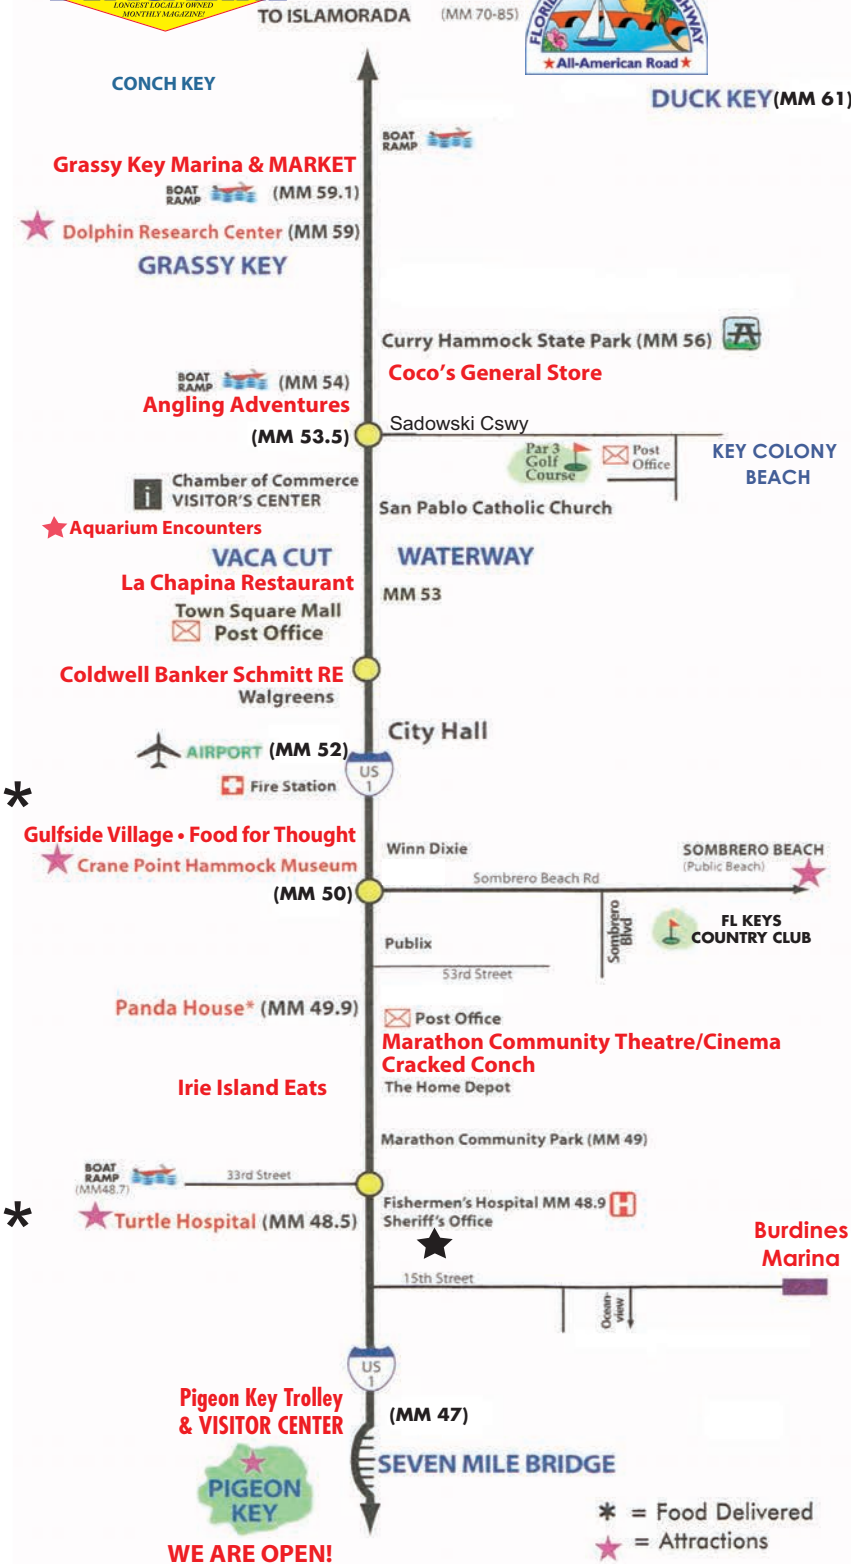 LONGEST LOCALLY OWNED
MONTHLY MAGAZINE!
TO ISLAMORADA (MM 70-85)
All-American Road
CONCH KEY
DUCK KEY (MM 61)
BOAT
RAMP
Grassy Key Marina & MARKET
BOAT
RAMP
(MM 59.1)
Dolphin Research Center (MM 59)
GRASSY KEY
Curry Hammock State Park (MM 56)
Coco's General Store
BOAT
RAMP
(MM 54)
Angling Adventures
(MM 53.5)
Sadowski Cswy
Par 3
Golf
Course
Post
Office
KEY COLONY
BEACH
i
Chamber of Commerce
VISITOR'S CENTER
San Pablo Catholic Church
Aquarium Encounters
VACA CUT WATERWAY
La Chapina Restaurant
MM 53
Town Square Mall
Post Office
Coldwell Banker Schmitt RE
Walgreens
City Hall
AIRPORT (MM 52)
US
1
Fire Station
*
Gulfside Village • Food for Thought
Winn Dixie
SOMBRERO BEACH
(Public Beach)
Crane Point Hammock Museum
Sombrero Beach Rd
(MM 50)
Sombrero
Blvd
FL KEYS
COUNTRY CLUB
Publix
53rd Street
Panda House* (MM 49.9)
Post Office
Marathon Community Theatre/Cinema
Cracked Conch
Irie Island Eats
The Home Depot
Marathon Community Park (MM 49)
BOAT
RAMP
(MM48.7)
33rd Street
Fishermen's Hospital MM 48.9 H
Sheriff's Office
*
Turtle Hospital (MM 48.5)
Burdines
Marina
15th Street
Ocean-
view
US
1
Pigeon Key Trolley
& VISITOR CENTER
(MM 47)
SEVEN MILE BRIDGE
PIGEON
KEY
WE ARE OPEN!
* = Food Delivered
= Attractions